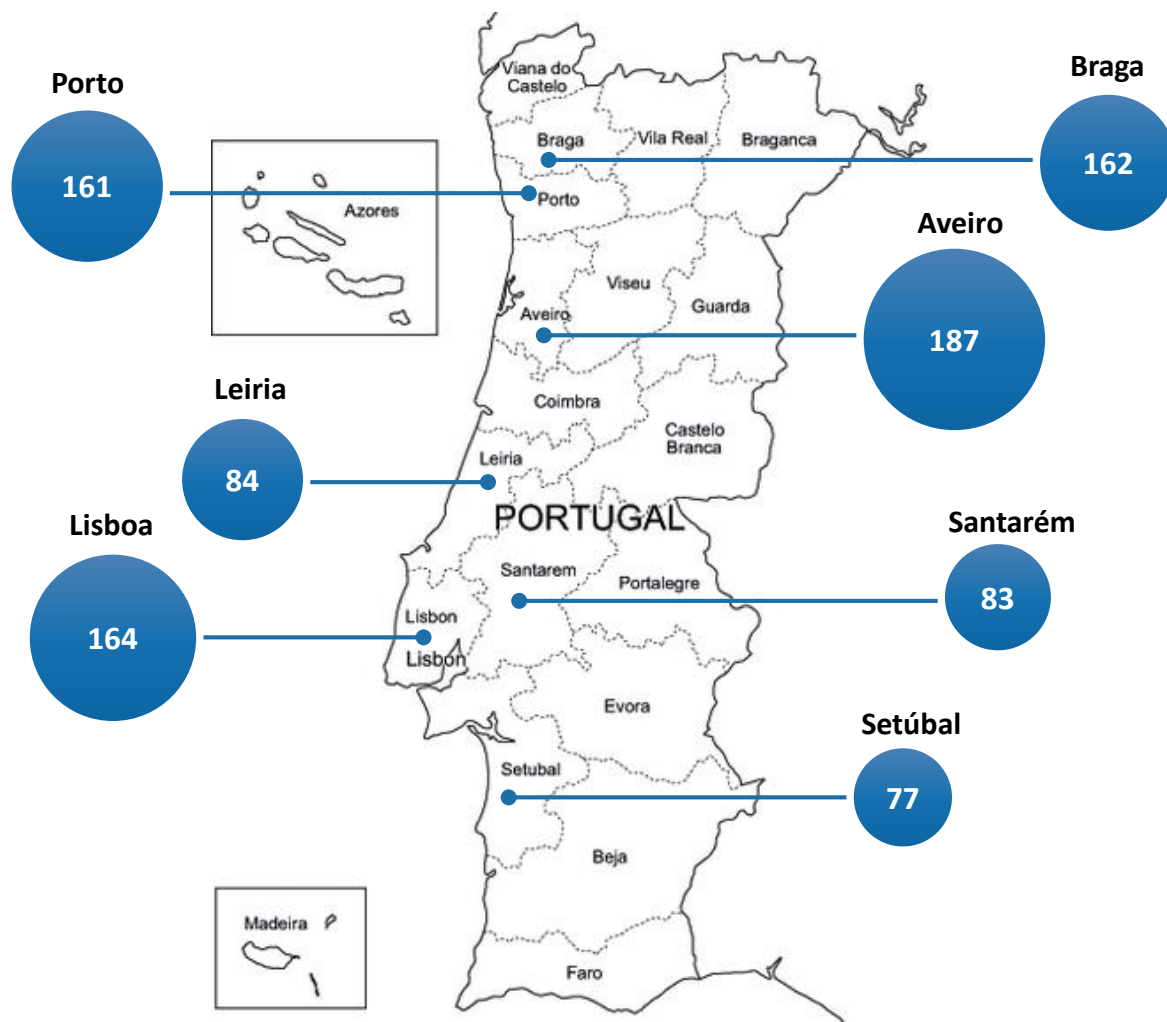 Porto
161
Braga
162
Aveiro
187
Leiria
84
Lisboa
164
Santarém
83
Setúbal
77
Viana do
Castelo
Braga
Vila Real
Braganca
Porto
Azores
Viseu
Guarda
Aveiro
Coimbra
Castelo
Branca
Leiria
PORTUGAL
Santarem
Portalegre
Lisbon
Lisbon
Evora
Setubal
Beja
Madeira
Faro